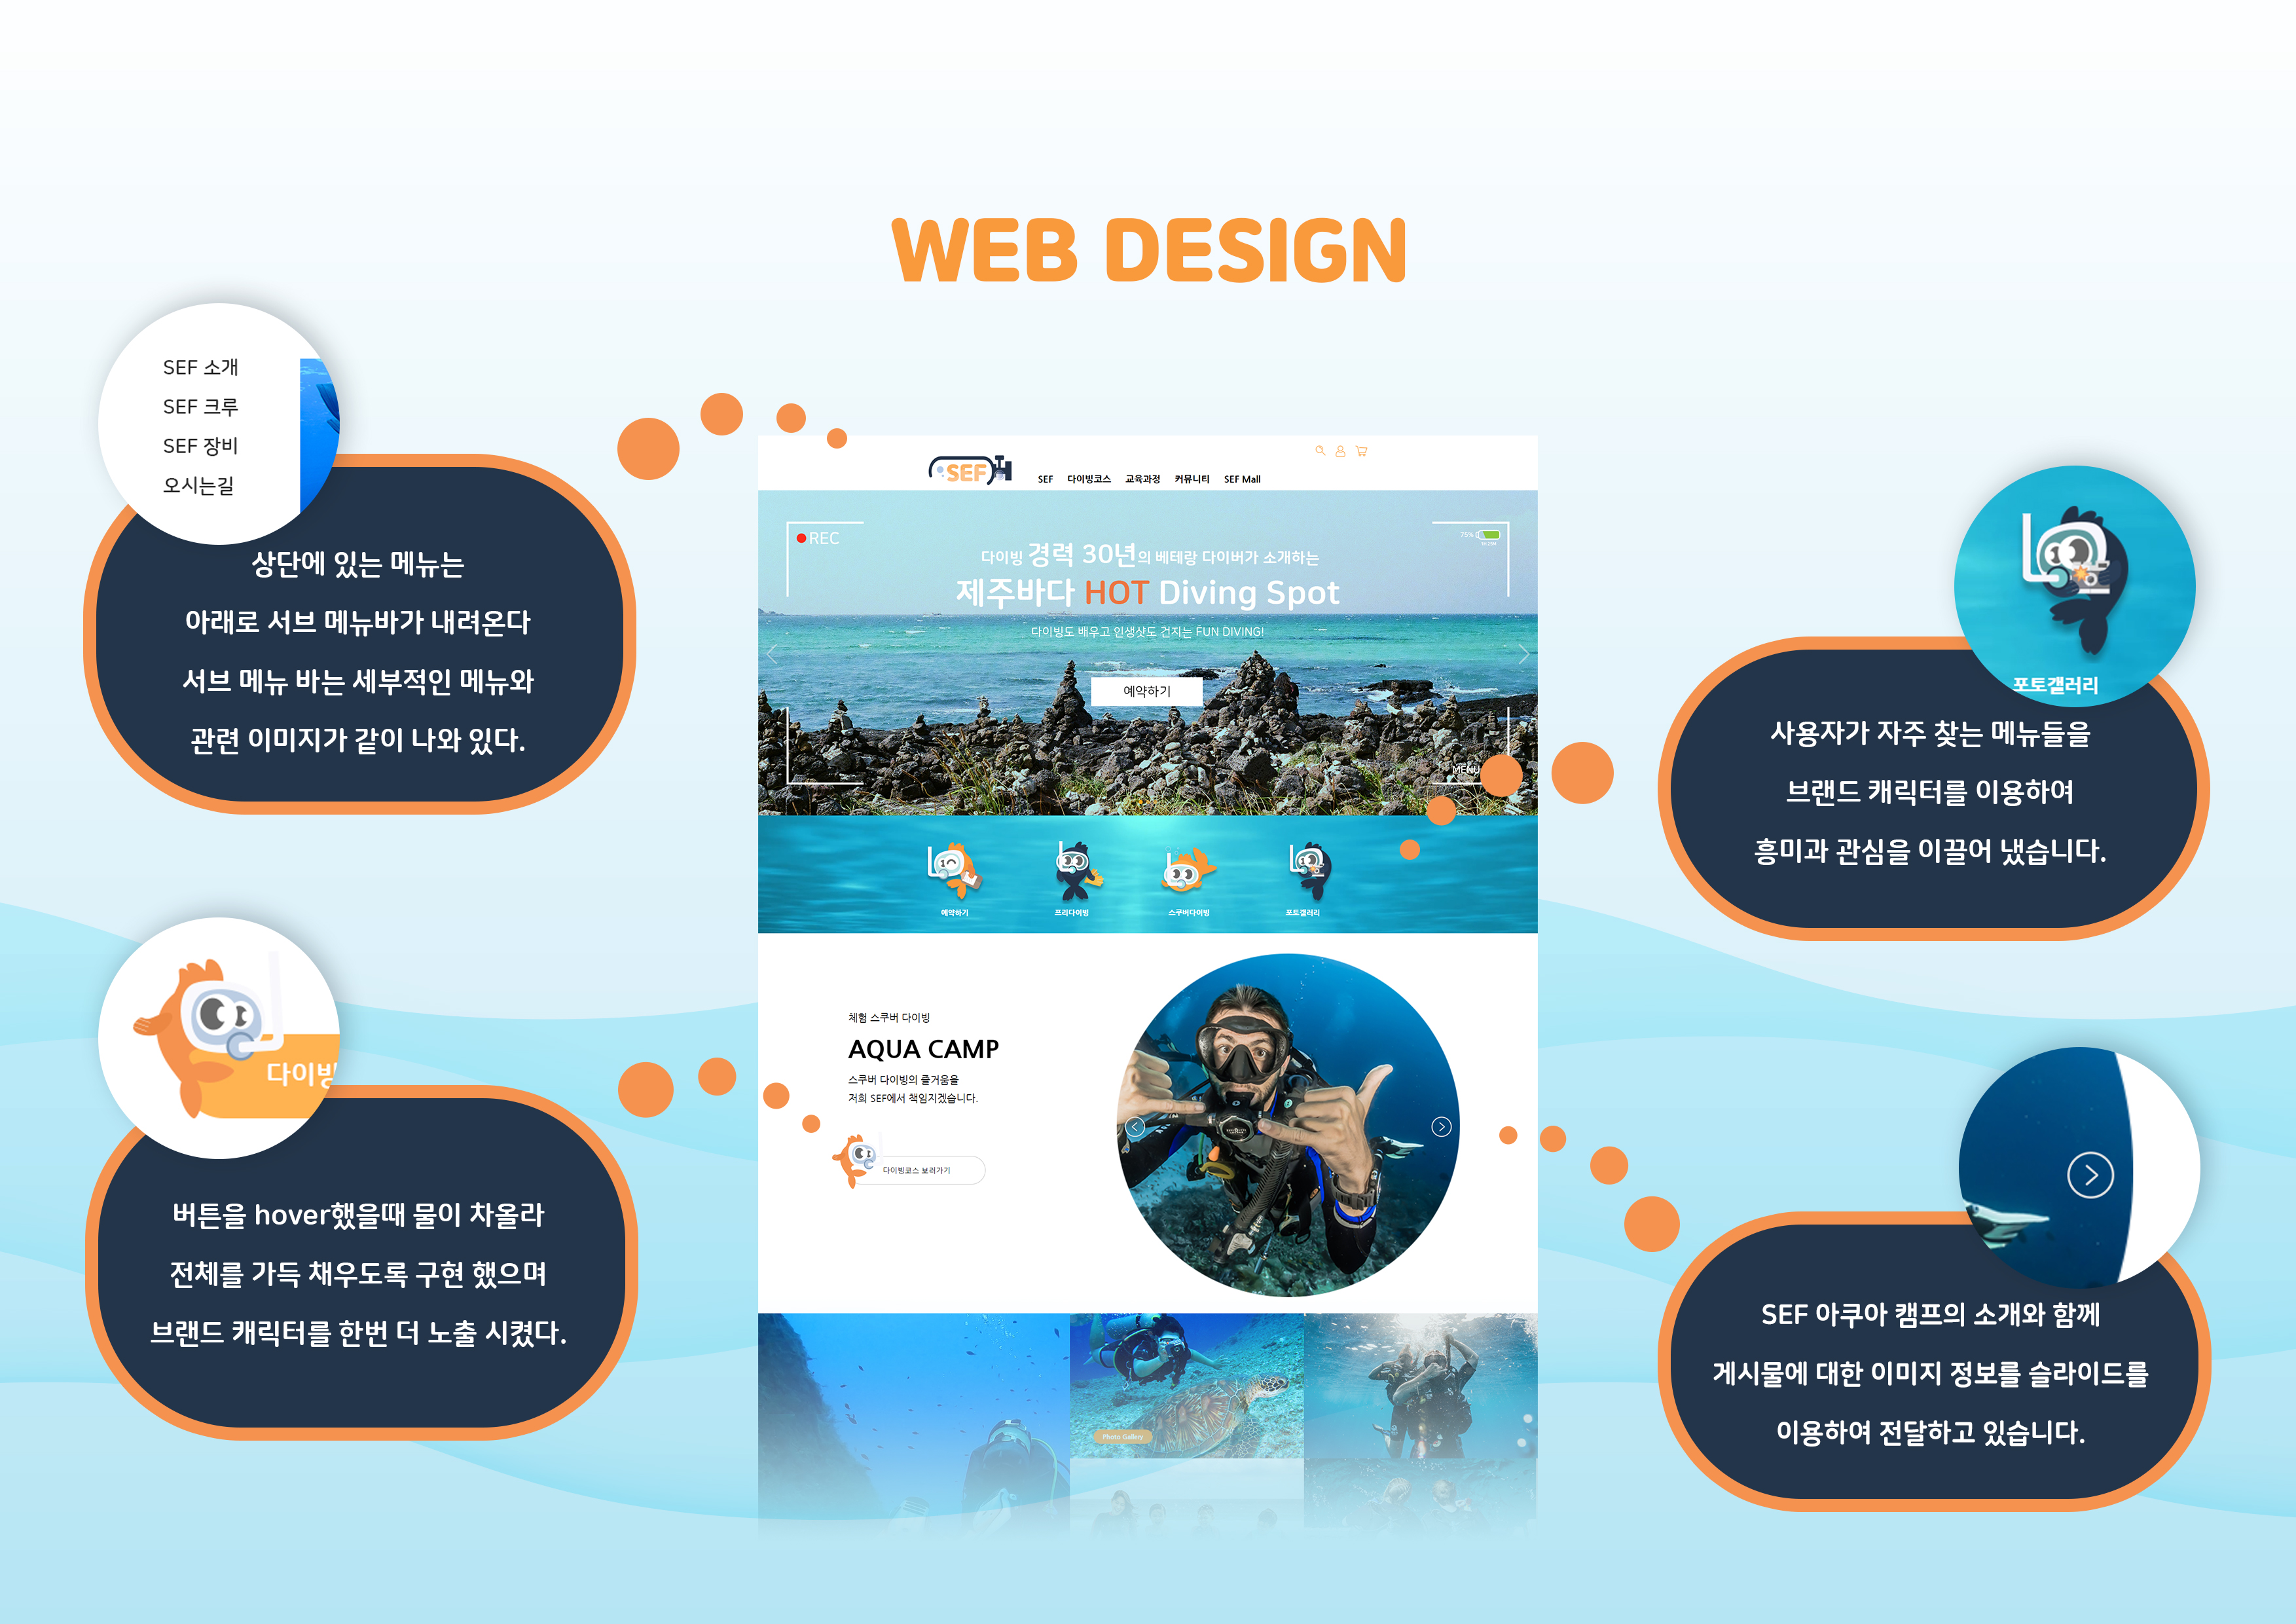 WEB DESIGN
SEF 소개
SEF 크루
SEF 장비
오시는길
상단에 있는 메뉴는
아래로 서브 메뉴바가 내려온다
서브 메뉴 바는 세부적인 메뉴와
관련 이미지가 같이 나와 있다.
SEF
SEF 다이빙코스 교육과정 커뮤니티 SEF Mall
REC
75%
다이빙 경력 30년의 베테랑 다이버가 소개하는
제주바다 HOT Diving Spot
다이빙도 배우고 인생샷도 건지는 FUN DIVING!
예약하기
MENU
예약하기 프리다이빙 스쿠버다이빙 포토갤러리
포토갤러리
사용자가 자주 찾는 메뉴들을
브랜드 캐릭터를 이용하여
흥미과 관심을 이끌어 냈습니다.
다이빙
버튼을 hover했을때 물이 차올라
전체를 가득 채우도록 구현 했으며
브랜드 캐릭터를 한번 더 노출 시켰다.
체험 스쿠버 다이빙
AQUA CAMP
스쿠버 다이빙의 즐거움을
저희 SEF에서 책임지겠습니다.
다이빙코스 보러가기
Photo Gallery
SEF 아쿠아 캠프의 소개와 함께
게시물에 대한 이미지 정보를 슬라이드를
이용하여 전달하고 있습니다.